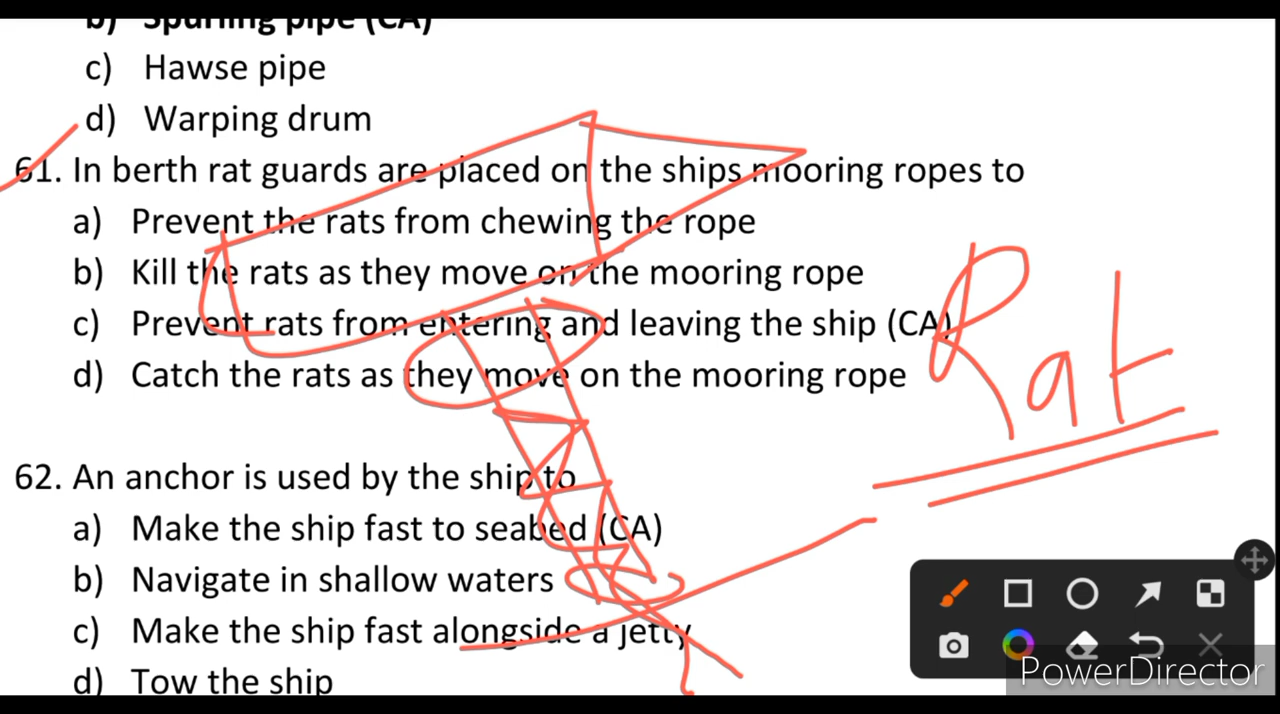 b) Spurling pipe (CA)
c) Hawse pipe
d) Warping drum
61. In berth rat guards are placed on the ships mooring ropes to
a) Prevent the rats from chewing the rope
b) Kill the rats as they move on the mooring rope
c) Prevent rats from entering and leaving the ship (CA)
d) Catch the rats as they move on the mooring rope
Rat
62. An anchor is used by the ship to
a) Make the ship fast to seabed (CA)
b) Navigate in shallow waters
c) Make the ship fast alongside a jetty
d) Tow the ship
PowerDirector